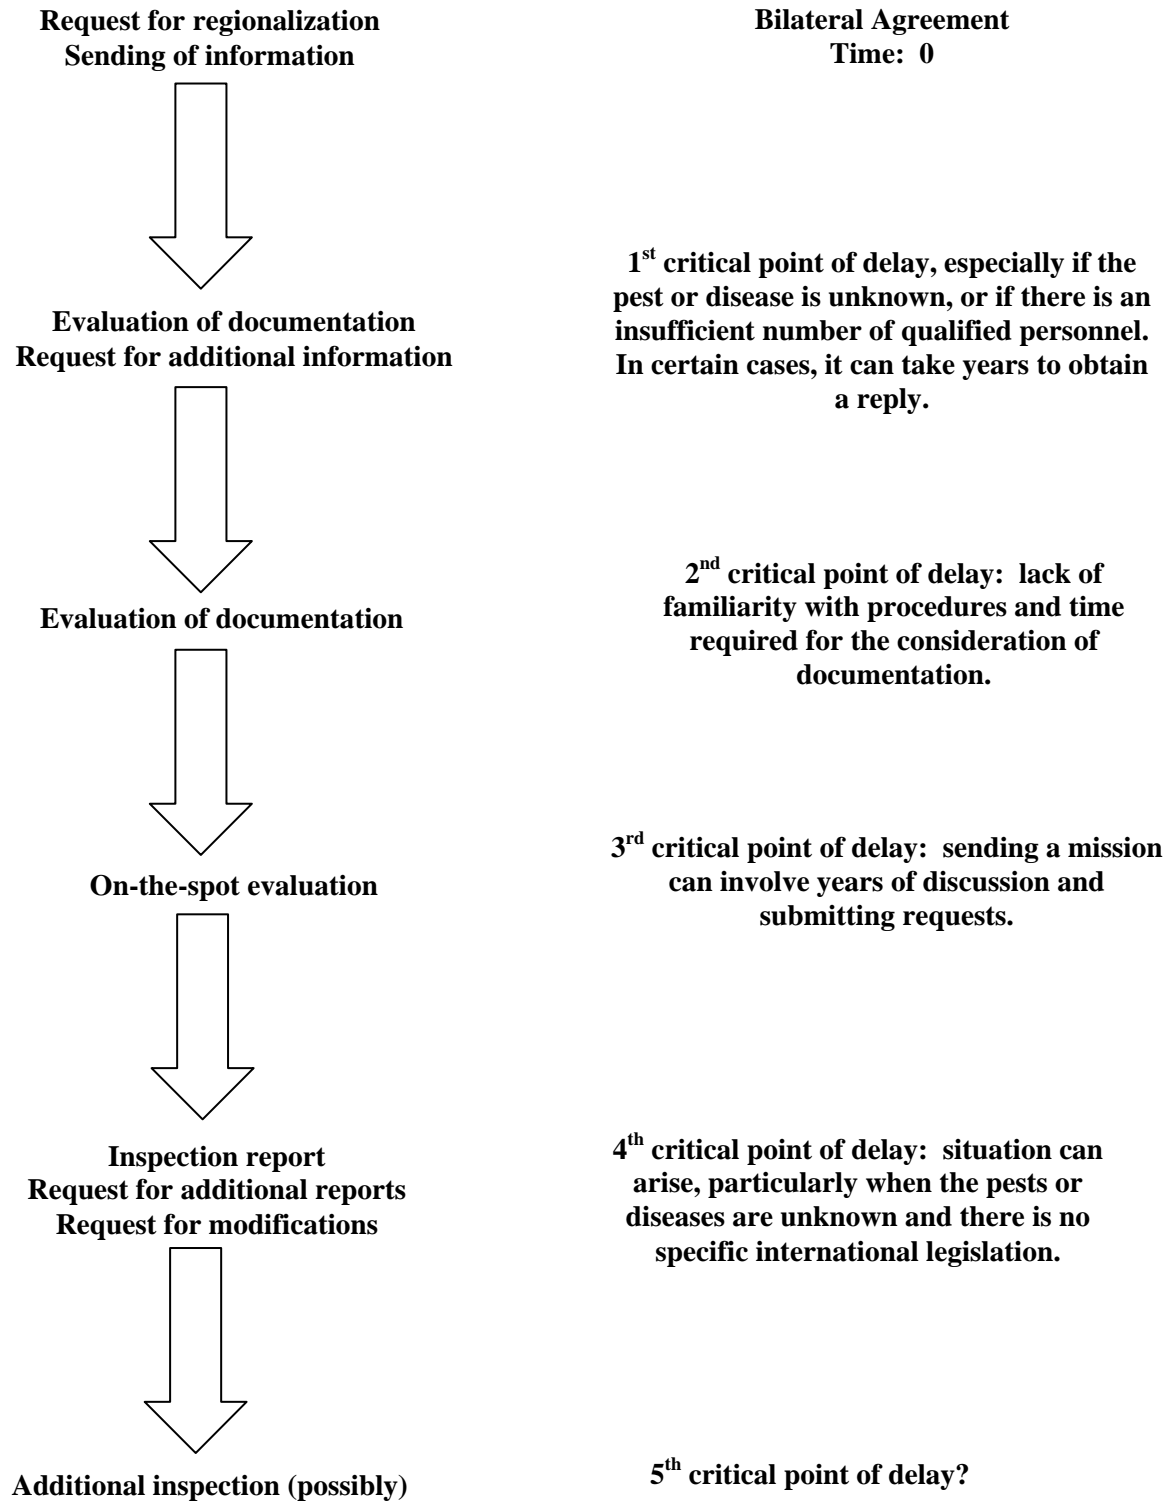 Request for regionalization
Sending of information
Bilateral Agreement
Time: 0
Evaluation of documentation
Request for additional information
1st critical point of delay, especially if the
pest or disease is unknown, or if there is an
insufficient number of qualified personnel.
In certain cases, it can take years to obtain
a reply.
Evaluation of documentation
2nd critical point of delay: lack of
familiarity with procedures and time
required for the consideration of
documentation.
On-the-spot evaluation
3rd critical point of delay: sending a mission
can involve years of discussion and
submitting requests.
Inspection report
Request for additional reports
Request for modifications
4th critical point of delay: situation can
arise, particularly when the pests or
diseases are unknown and there is no
specific international legislation.
Additional inspection (possibly)
5th critical point of delay?